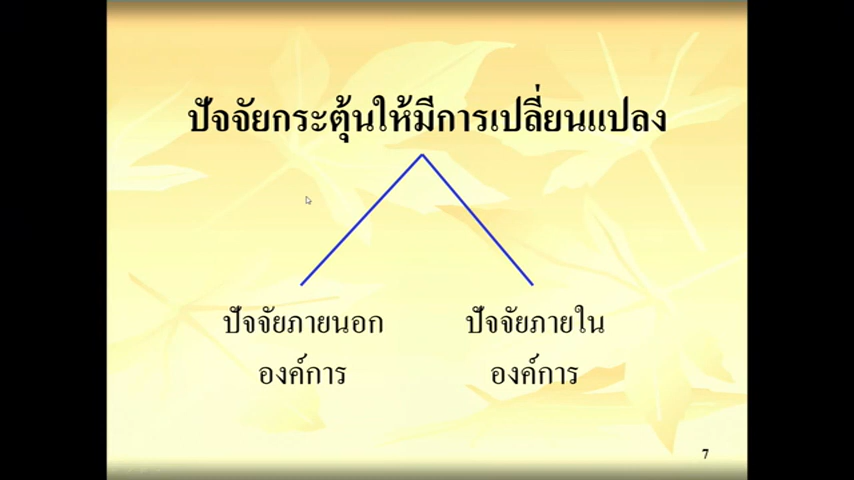 ปัจจัยกระตุ้นให้มีการเปลี่ยนแปลง
ปัจจัยภายนอก
องค์การ
ปัจจัยภายใน
องค์การ
7